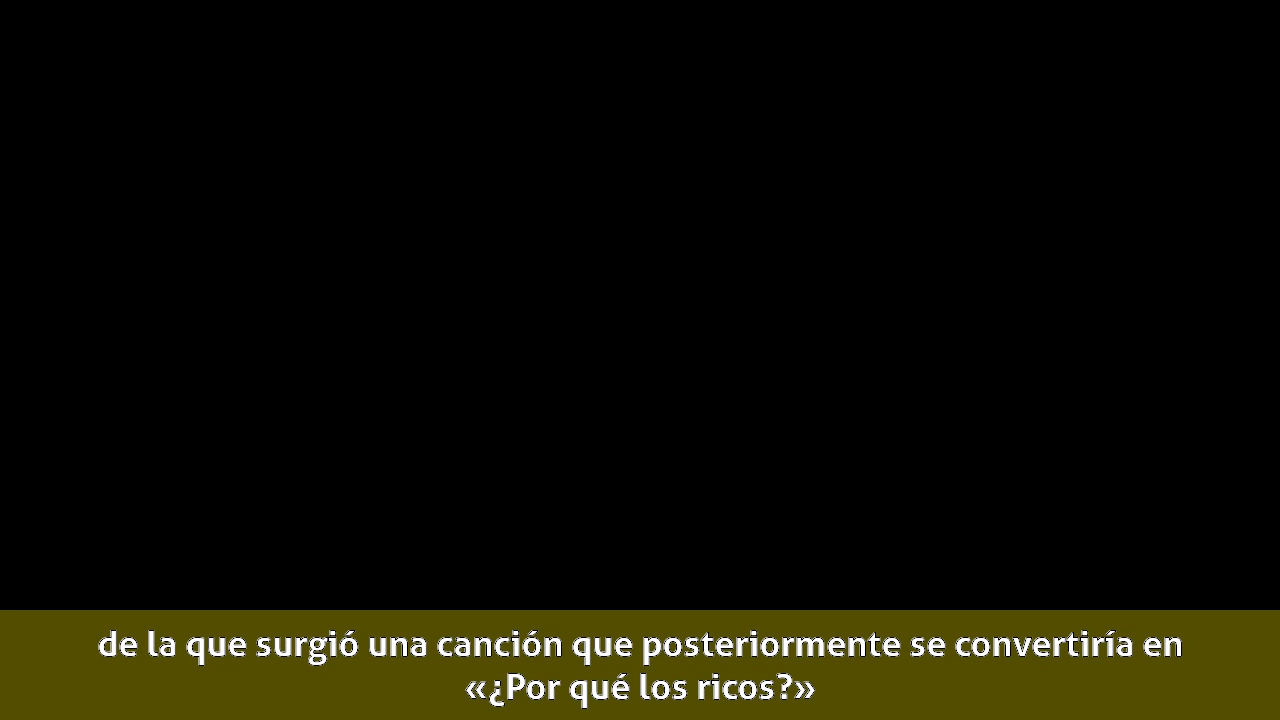 de la que surgió una canción que posteriormente se convertiría en
«¿Por qué los ricos?»